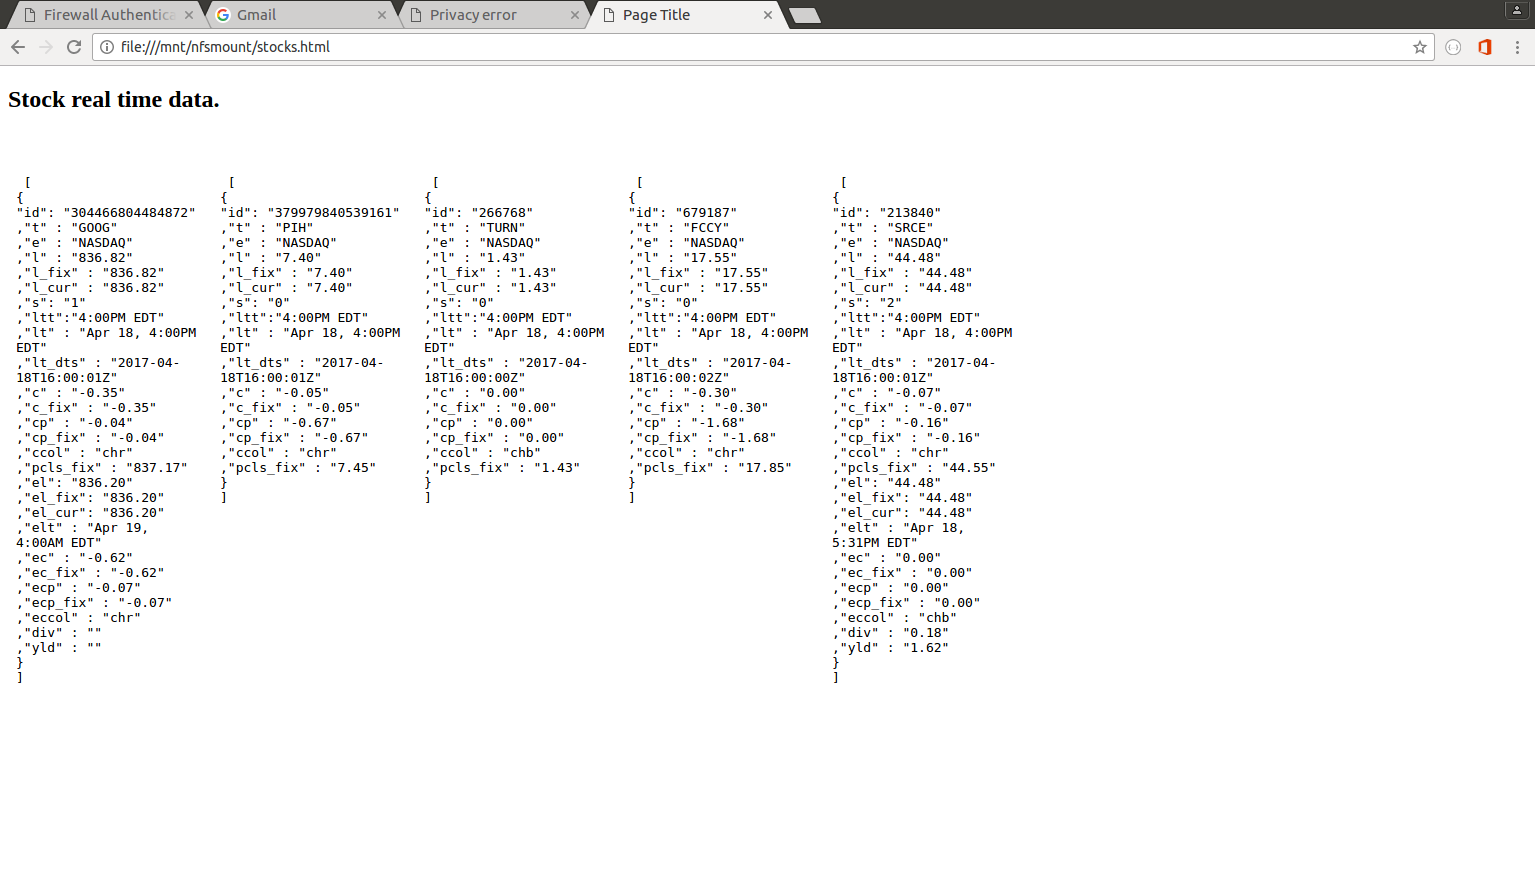 Firewall Authentica
Gmail
Privacy error
Page Title
file:///mnt/nfsmount/stocks.html
Stock real time data.
[
{
"id": "304466804484872"
,"t" : "GOOG"
,"e" : "NASDAQ"
,"l" : "836.82"
,"l_fix" : "836.82"
,"l_cur" : "836.82"
,"s": "1"
,"ltt":"4:00PM EDT"
,"lt" : "Apr 18, 4:00PM
EDT"
,"lt_dts" : "2017-04-
18T16:00:01Z"
,"c" : "-0.35"
,"c_fix" : "-0.35"
,"cp" : "-0.04"
,"cp_fix" : "-0.04"
,"ccol" : "chr"
,"pcls_fix" : "837.17"
,"el": "836.20"
,"el_fix": "836.20"
,"el_cur": "836.20"
,"elt" : "Apr 19,
4:00AM EDT"
,"ec" : "-0.62"
,"ec_fix" : "-0.62"
,"ecp" : "-0.07"
,"ecp_fix" : "-0.07"
,"eccol" : "chr"
,"div" : ""
,"yld" : ""
}
]
[
{
"id": "379979840539161"
,"t" : "PIH"
,"e" : "NASDAQ"
,"l" : "7.40"
,"l_fix" : "7.40"
,"l_cur" : "7.40"
,"s": "0"
,"ltt":"4:00PM EDT"
,"lt" : "Apr 18, 4:00PM
EDT"
,"lt_dts" : "2017-04-
18T16:00:01Z"
,"c" : "-0.05"
,"c_fix" : "-0.05"
,"cp" : "-0.67"
,"cp_fix" : "-0.67"
,"ccol" : "chr"
,"pcls_fix" : "7.45"
}
]
[
{
"id": "266768"
,"t" : "TURN"
,"e" : "NASDAQ"
,"l" : "1.43"
,"l_fix" : "1.43"
,"l_cur" : "1.43"
,"s": "0"
,"ltt":"4:00PM EDT"
,"lt" : "Apr 18, 4:00PM
EDT"
,"lt_dts" : "2017-04-
18T16:00:00Z"
,"c" : "0.00"
,"c_fix" : "0.00"
,"cp" : "0.00"
,"cp_fix" : "0.00"
,"ccol" : "chb"
,"pcls_fix" : "1.43"
}
]
[
{
"id": "679187"
,"t" : "FCCY"
,"e" : "NASDAQ"
,"l" : "17.55"
,"l_fix" : "17.55"
,"l_cur" : "17.55"
,"s": "0"
,"ltt":"4:00PM EDT"
,"lt" : "Apr 18, 4:00PM
EDT"
,"lt_dts" : "2017-04-
18T16:00:02Z"
,"c" : "-0.30"
,"c_fix" : "-0.30"
,"cp" : "-1.68"
,"cp_fix" : "-1.68"
,"ccol" : "chr"
,"pcls_fix" : "17.85"
}
]
[
{
"id": "213840"
,"t" : "SRCE"
,"e" : "NASDAQ"
,"l" : "44.48"
,"l_fix" : "44.48"
,"l_cur" : "44.48"
,"s": "2"
,"ltt":"4:00PM EDT"
,"lt" : "Apr 18, 4:00PM
EDT"
,"lt_dts" : "2017-04-
18T16:00:01Z"
,"c" : "-0.07"
,"c_fix" : "-0.07"
,"cp" : "-0.16"
,"cp_fix" : "-0.16"
,"ccol" : "chr"
,"pcls_fix" : "44.55"
,"el": "44.48"
,"el_fix": "44.48"
,"el_cur": "44.48"
,"elt" : "Apr 18,
5:31PM EDT"
,"ec" : "0.00"
,"ec_fix" : "0.00"
,"ecp" : "0.00"
,"ecp_fix" : "0.00"
,"eccol" : "chb"
,"div" : "0.18"
,"yld" : "1.62"
}
]